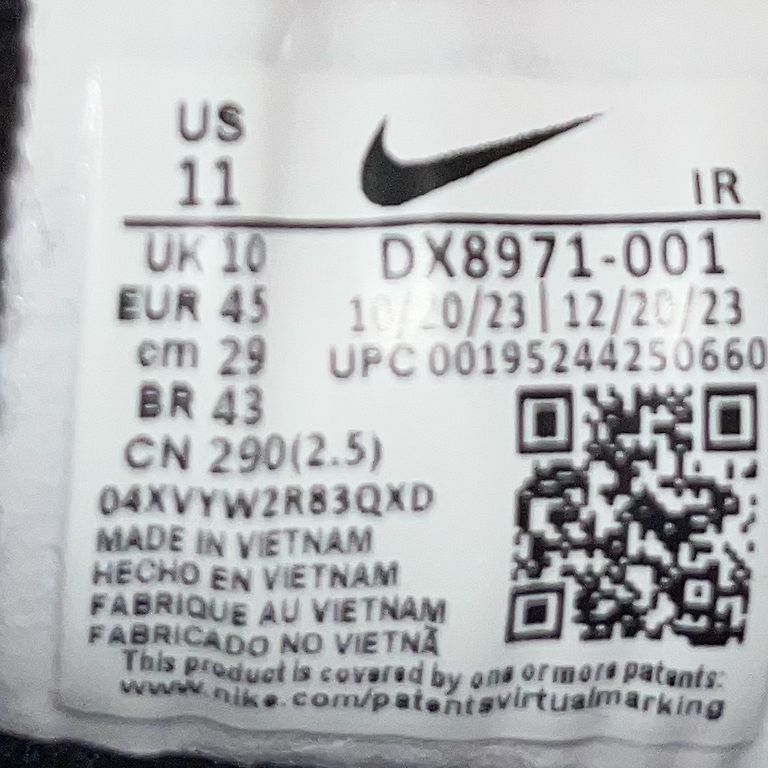 US
11
IR
UK 10
DX8971-001
EUR 45
10/20/23 | 12/20/23
cm 29
UPC 00195244250660
BR 43
CN 290(2.5)
04XVYW2R83QXD
MADE IN VIETNAM
HECHO EN VIETNAM
FABRIQUE AU VIETNAM
FABRICADO NO VIETNÃ
This product is covered by one or more patents:
www.nike.com/patentsvirtualmarking